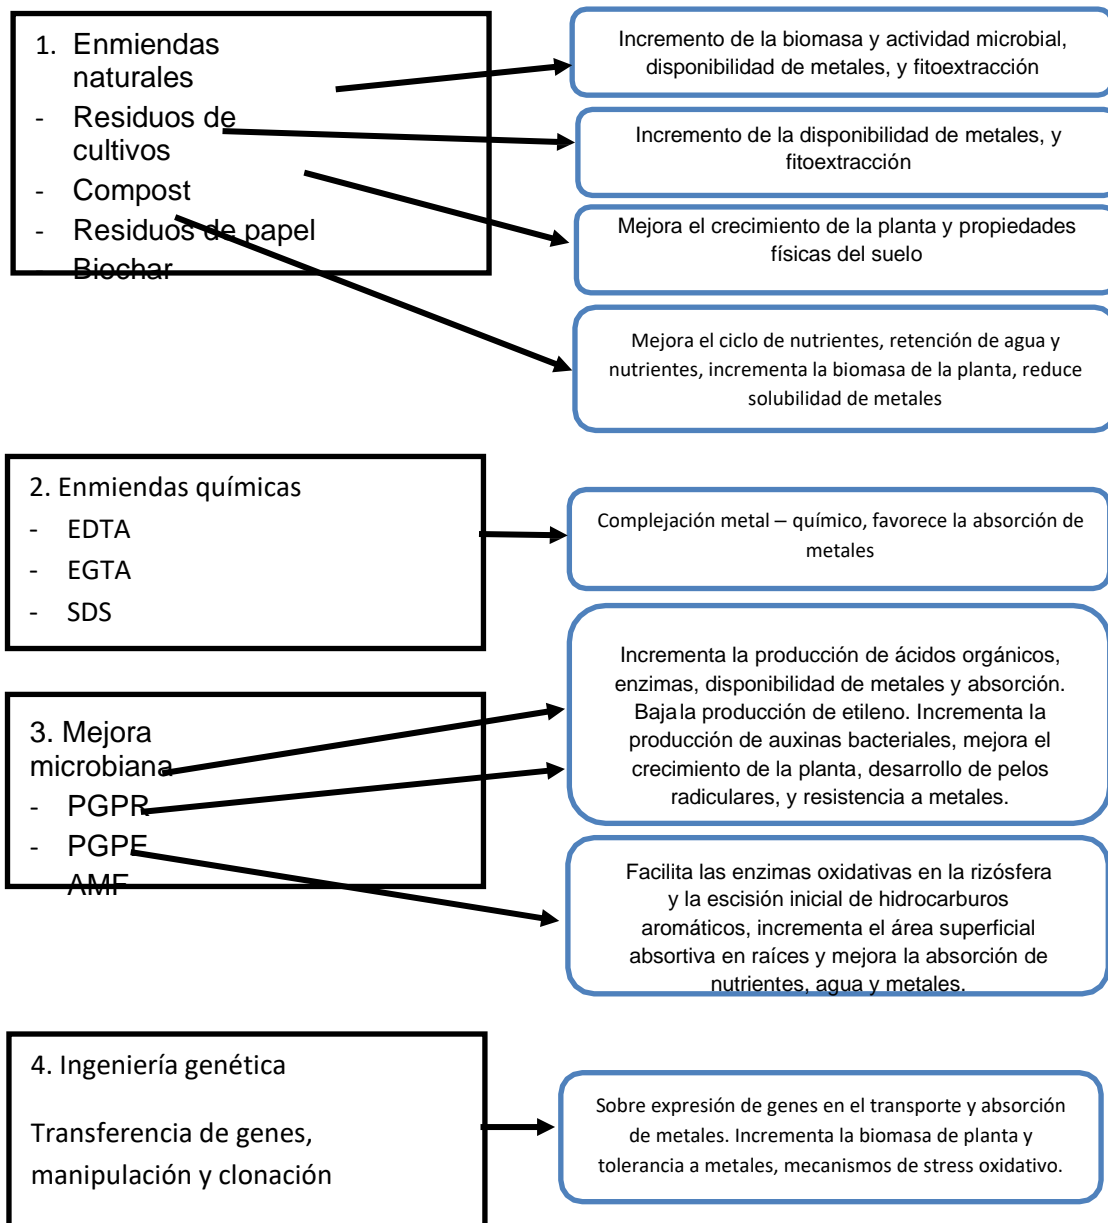 1. Enmiendas
naturales
- Residuos de
cultivos
- Compost
- Residuos de papel
- Biochar
Incremento de la biomasa y actividad microbial,
disponibilidad de metales, y fitoextracción
Incremento de la disponibilidad de metales, y
fitoextracción
Mejora el crecimiento de la planta y propiedades
físicas del suelo
Mejora el ciclo de nutrientes, retención de agua y
nutrientes, incrementa la biomasa de la planta, reduce
solubilidad de metales
2. Enmiendas químicas
- EDTA
- EGTA
- SDS
Complejación metal – químico, favorece la absorción de
metales
3. Mejora
microbiana
- PGPR
- PGPF
AMF
Incrementa la producción de ácidos orgánicos,
enzimas, disponibilidad de metales y absorción.
Baja la producción de etileno. Incrementa la
producción de auxinas bacteriales, mejora el
crecimiento de la planta, desarrollo de pelos
radiculares, y resistencia a metales.
Facilita las enzimas oxidativas en la rizósfera
y la escisión inicial de hidrocarburos
aromáticos, incrementa el área superficial
absortiva en raíces y mejora la absorción de
nutrientes, agua y metales.
4. Ingeniería genética
Transferencia de genes,
manipulación y clonación
Sobre expresión de genes en el transporte y absorción
de metales. Incrementa la biomasa de planta y
tolerancia a metales, mecanismos de stress oxidativo.